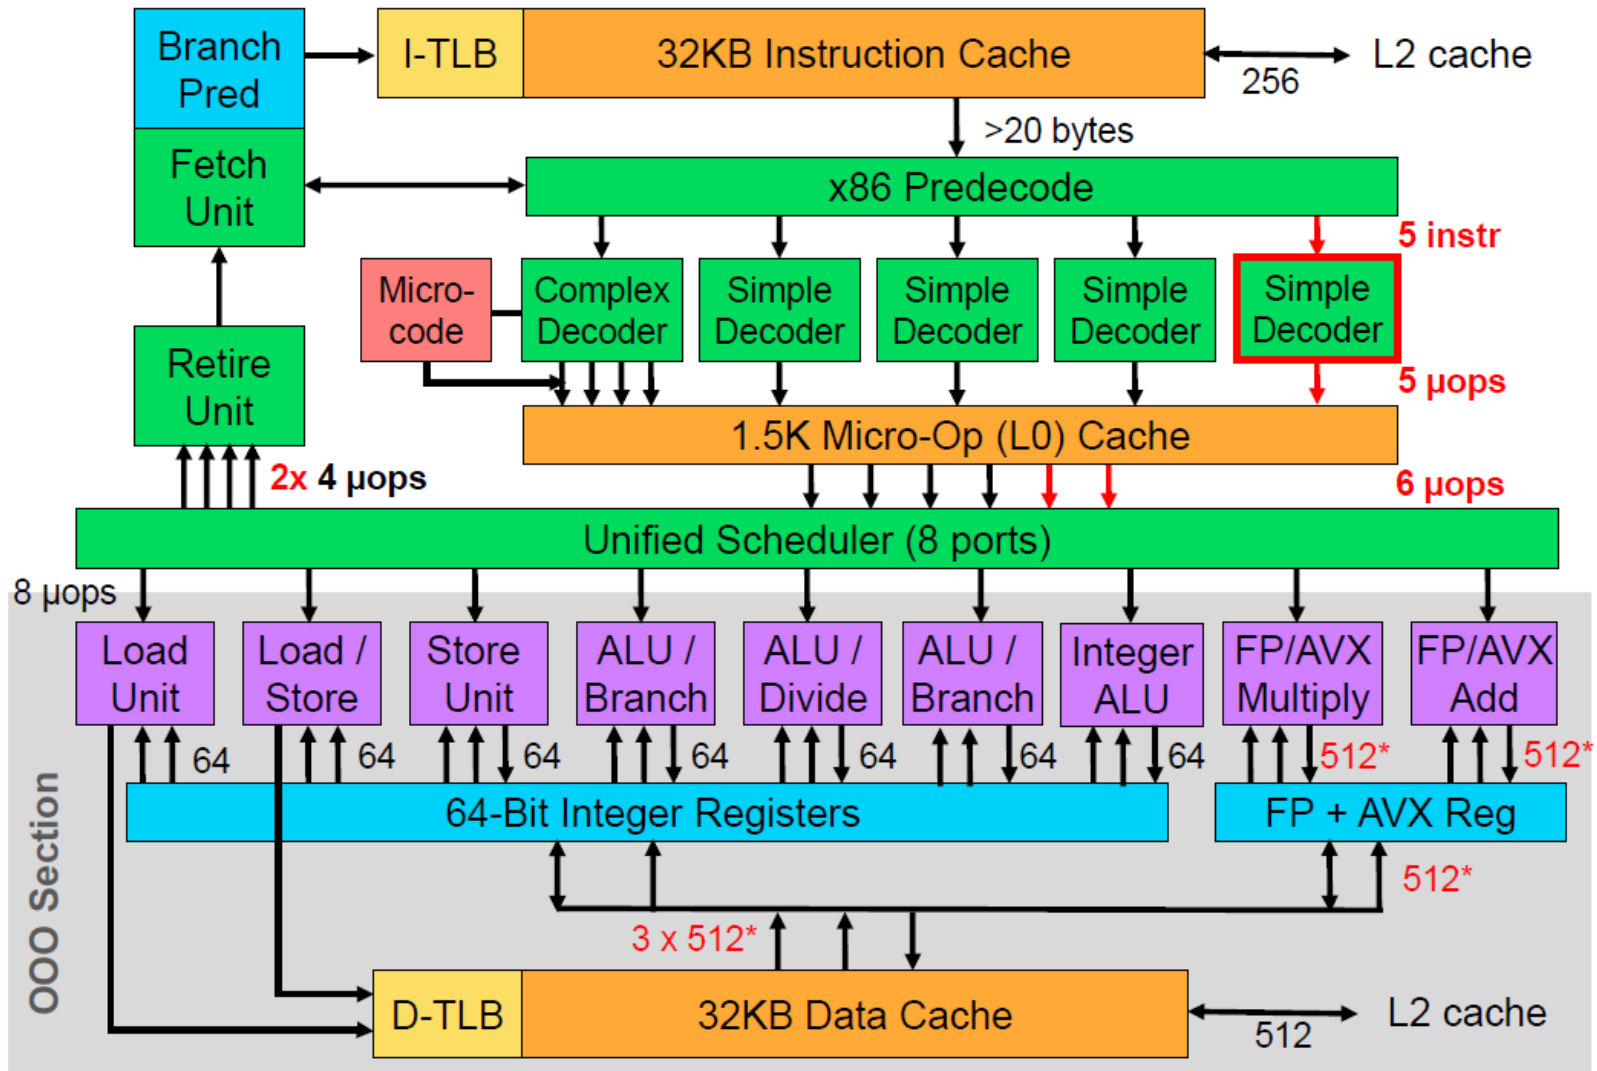 Branch
Pred
I-TLB
32KB Instruction Cache
L2 cache
256
>20 bytes
Fetch
Unit
x86 Predecode
5 instr
Micro-
code
Complex
Decoder
Simple
Decoder
Simple
Decoder
Simple
Decoder
Simple
Decoder
Retire
Unit
5 µops
1.5K Micro-Op (L0) Cache
2x 4 µops
6 µops
Unified Scheduler (8 ports)
8 µops
Load
Unit
Load /
Store
Store
Unit
ALU /
Branch
ALU /
Divide
ALU /
Branch
Integer
ALU
FP/AVX
Multiply
FP/AVX
Add
64
64
64
64
64
64
64
512*
512*
64-Bit Integer Registers
FP + AVX Reg
512*
3 x 512*
OOO Section
D-TLB
32KB Data Cache
L2 cache
512